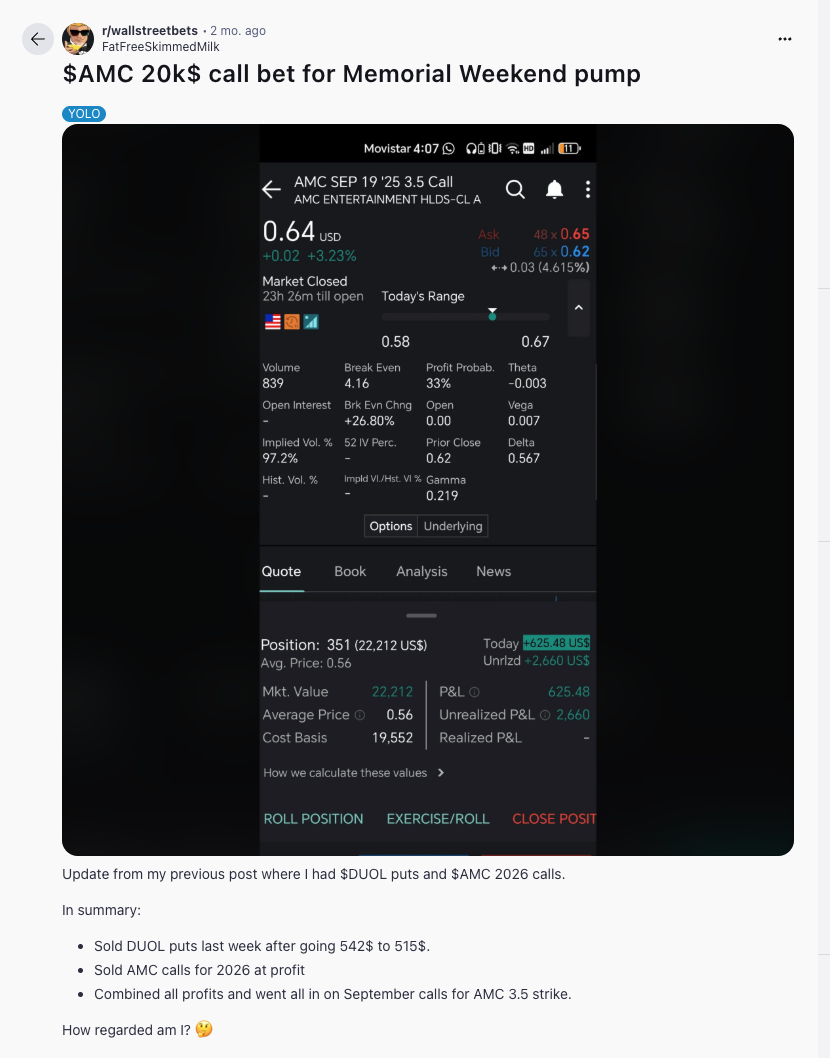 r/wallstreetbets • 2 mo. ago
FatFreeSkimmedMilk
$AMC 20k$ call bet for Memorial Weekend pump
YOLO
Movistar 4:07 HD 11
AMC SEP 19 '25 3.5 Call
AMC ENTERTAINMENT HLDS-CL A
0.64 USD
+0.02 +3.23%
Ask 48 x 0.65
Bid 65 x 0.62
0.03 (4.615%)
Market Closed
23h 26m till open
Today's Range
0.58 0.67
Volume Break Even Profit Probab. Theta
839 4.16 33% -0.003
Open Interest Brk Evn Chng Open Vega
- +26.80% 0.00 0.007
Implied Vol. % 52 IV Perc. Prior Close Delta
97.2% - 0.62 0.567
Hist. Vol. % Impld Vl./Hst. Vl % Gamma
- - 0.219
Options Underlying
Quote Book Analysis News
Position: 351 (22,212 US$)
Avg. Price: 0.56
Today +625.48 US$
Unrlzd +2,660 US$
Mkt. Value 22,212 P&L 625.48
Average Price 0.56 Unrealized P&L 2,660
Cost Basis 19,552 Realized P&L -
How we calculate these values >
ROLL POSITION EXERCISE/ROLL CLOSE POSIT
Update from my previous post where I had $DUOL puts and $AMC 2026 calls.
In summary:
• Sold DUOL puts last week after going 542$ to 515$.
• Sold AMC calls for 2026 at profit
• Combined all profits and went all in on September calls for AMC 3.5 strike.
How regarded am I? 🤔